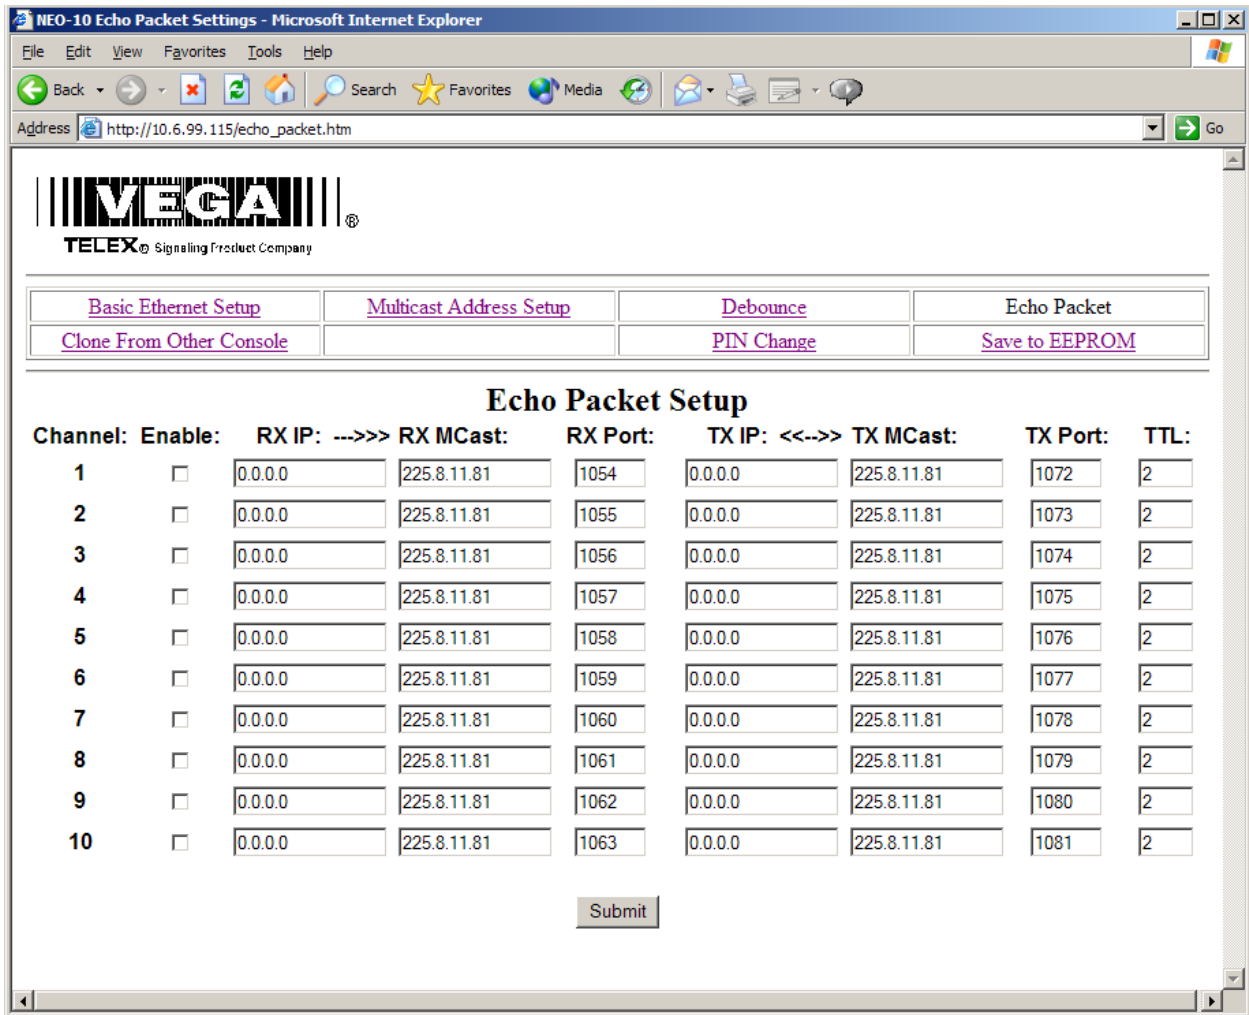 NEO-10 Echo Packet Settings - Microsoft Internet Explorer
File Edit View Favorites Tools Help
Back Search Favorites Media
Address http://10.6.99.115/echo_packet.htm Go
VEGA ®
TELEX® Signaling Product Company
Basic Ethernet Setup Multicast Address Setup Debounce Echo Packet
Clone From Other Console PIN Change Save to EEPROM
Echo Packet Setup
Channel: Enable: RX IP: --->>> RX MCast: RX Port: TX IP: <<-->> TX MCast: TX Port: TTL:
1 0.0.0.0 225.8.11.81 1054 0.0.0.0 225.8.11.81 1072 2
2 0.0.0.0 225.8.11.81 1055 0.0.0.0 225.8.11.81 1073 2
3 0.0.0.0 225.8.11.81 1056 0.0.0.0 225.8.11.81 1074 2
4 0.0.0.0 225.8.11.81 1057 0.0.0.0 225.8.11.81 1075 2
5 0.0.0.0 225.8.11.81 1058 0.0.0.0 225.8.11.81 1076 2
6 0.0.0.0 225.8.11.81 1059 0.0.0.0 225.8.11.81 1077 2
7 0.0.0.0 225.8.11.81 1060 0.0.0.0 225.8.11.81 1078 2
8 0.0.0.0 225.8.11.81 1061 0.0.0.0 225.8.11.81 1079 2
9 0.0.0.0 225.8.11.81 1062 0.0.0.0 225.8.11.81 1080 2
10 0.0.0.0 225.8.11.81 1063 0.0.0.0 225.8.11.81 1081 2
Submit